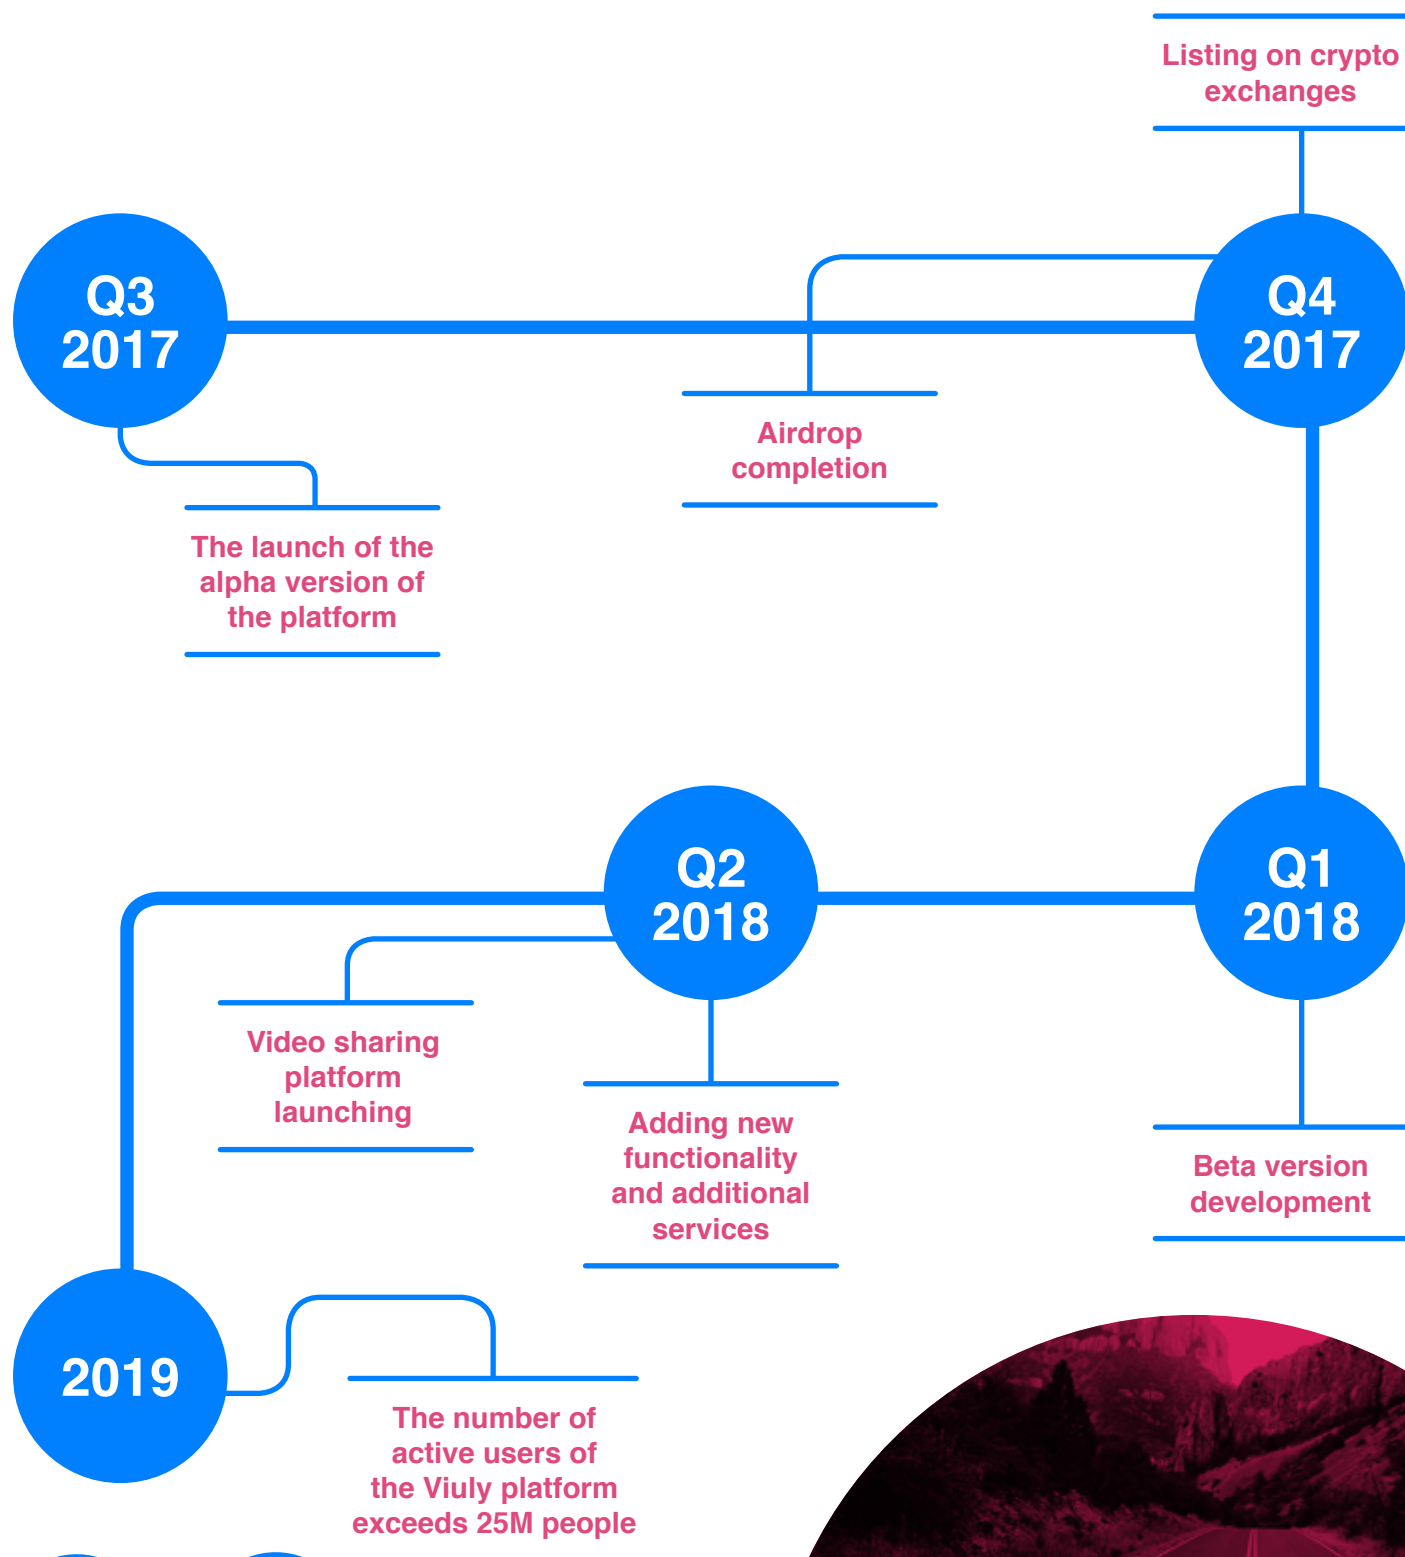 Listing on crypto
exchanges
Q3
2017
Q4
2017
Airdrop
completion
The launch of the
alpha version of
the platform
Q2
2018
Q1
2018
Video sharing
platform
launching
Adding new
functionality
and additional
services
Beta version
development
2019
The number of
active users of
the Viuly platform
exceeds 25M people